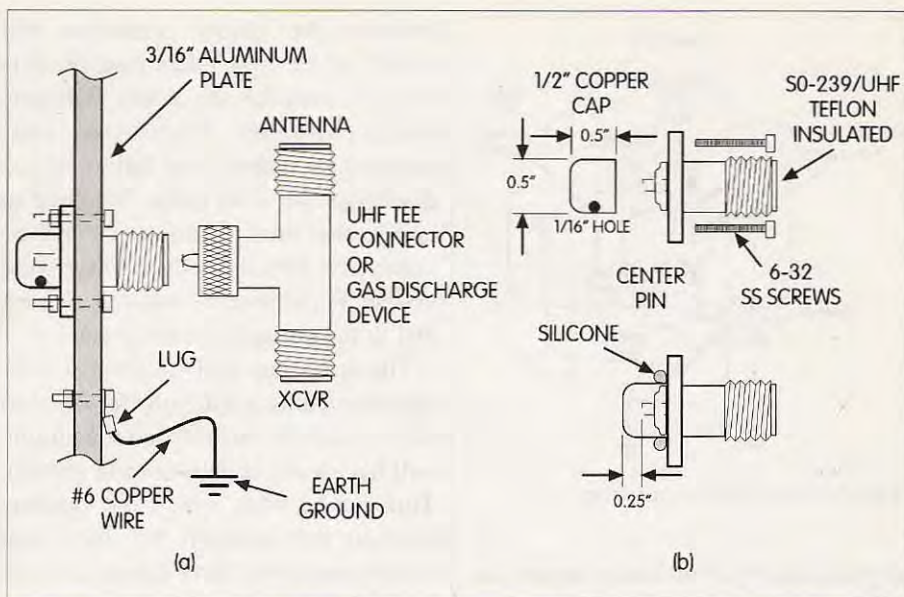 3/16" ALUMINUM
PLATE
ANTENNA
UHF TEE
CONNECTOR
OR
GAS DISCHARGE
DEVICE
LUG
XCVR
#6 COPPER
WIRE
EARTH
GROUND
(a)
1/2" COPPER
CAP
S0-239/UHF
TEFLON
INSULATED
0.5"
0.5"
1/16" HOLE
CENTER
PIN
6-32
SS SCREWS
SILICONE
0.25"
(b)